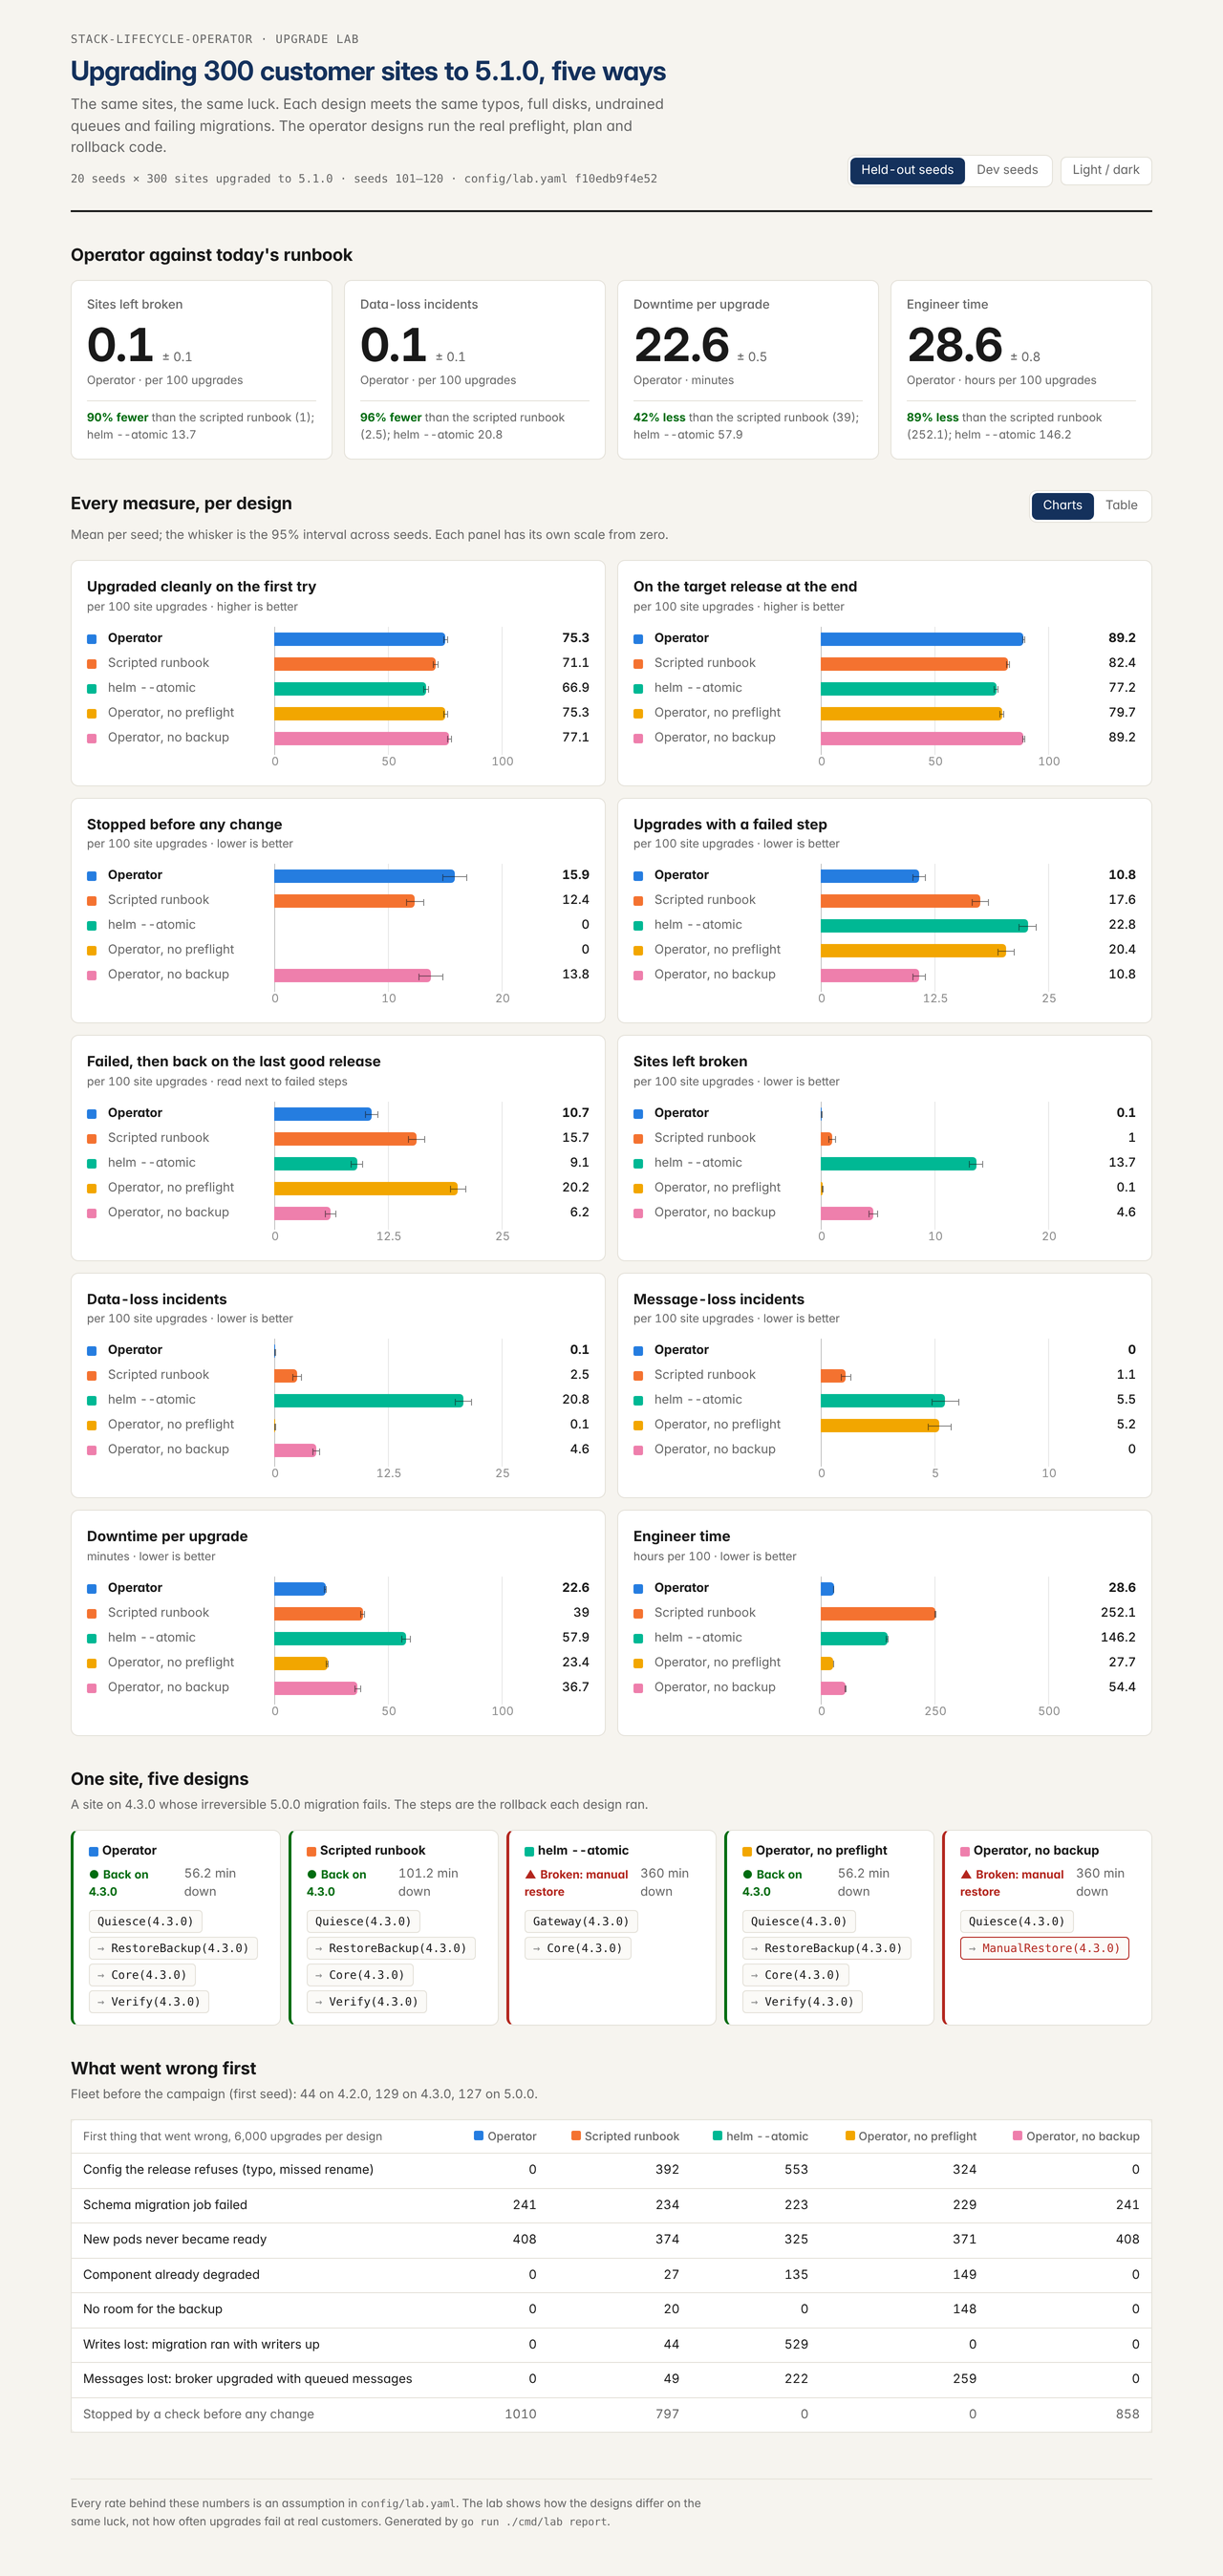 STACK-LIFECYCLE-OPERATOR · UPGRADE LAB
Upgrading 300 customer sites to 5.1.0, five ways
The same sites, the same luck. Each design meets the same typos, full disks, undrained
queues and failing migrations. The operator designs run the real preflight, plan and
rollback code.
20 seeds × 300 sites upgraded to 5.1.0 · seeds 101–120 · config/lab.yaml f10edb9f4e52
Held-out seeds Dev seeds Light / dark
Operator against today's runbook
Sites left broken
0.1 ± 0.1
Operator · per 100 upgrades
90% fewer than the scripted runbook (1);
helm --atomic 13.7
Data-loss incidents
0.1 ± 0.1
Operator · per 100 upgrades
96% fewer than the scripted runbook
(2.5); helm --atomic 20.8
Downtime per upgrade
22.6 ± 0.5
Operator · minutes
42% less than the scripted runbook (39);
helm --atomic 57.9
Engineer time
28.6 ± 0.8
Operator · hours per 100 upgrades
89% less than the scripted runbook
(252.1); helm --atomic 146.2
Every measure, per design
Charts Table
Mean per seed; the whisker is the 95% interval across seeds. Each panel has its own scale from zero.
Upgraded cleanly on the first try
per 100 site upgrades · higher is better
Operator 75.3
Scripted runbook 71.1
helm --atomic 66.9
Operator, no preflight 75.3
Operator, no backup 77.1
0 50 100
On the target release at the end
per 100 site upgrades · higher is better
Operator 89.2
Scripted runbook 82.4
helm --atomic 77.2
Operator, no preflight 79.7
Operator, no backup 89.2
0 50 100
Stopped before any change
per 100 site upgrades · lower is better
Operator 15.9
Scripted runbook 12.4
helm --atomic 0
Operator, no preflight 0
Operator, no backup 13.8
0 10 20
Upgrades with a failed step
per 100 site upgrades · lower is better
Operator 10.8
Scripted runbook 17.6
helm --atomic 22.8
Operator, no preflight 20.4
Operator, no backup 10.8
0 12.5 25
Failed, then back on the last good release
per 100 site upgrades · read next to failed steps
Operator 10.7
Scripted runbook 15.7
helm --atomic 9.1
Operator, no preflight 20.2
Operator, no backup 6.2
0 12.5 25
Sites left broken
per 100 site upgrades · lower is better
Operator 0.1
Scripted runbook 1
helm --atomic 13.7
Operator, no preflight 0.1
Operator, no backup 4.6
0 10 20
Data-loss incidents
per 100 site upgrades · lower is better
Operator 0.1
Scripted runbook 2.5
helm --atomic 20.8
Operator, no preflight 0.1
Operator, no backup 4.6
0 12.5 25
Message-loss incidents
per 100 site upgrades · lower is better
Operator 0
Scripted runbook 1.1
helm --atomic 5.5
Operator, no preflight 5.2
Operator, no backup 0
0 5 10
Downtime per upgrade
minutes · lower is better
Operator 22.6
Scripted runbook 39
helm --atomic 57.9
Operator, no preflight 23.4
Operator, no backup 36.7
0 50 100
Engineer time
hours per 100 · lower is better
Operator 28.6
Scripted runbook 252.1
helm --atomic 146.2
Operator, no preflight 27.7
Operator, no backup 54.4
0 250 500
One site, five designs
A site on 4.3.0 whose irreversible 5.0.0 migration fails. The steps are the rollback each design ran.
Operator
● Back on 56.2 min
4.3.0 down
Quiesce(4.3.0)
→ RestoreBackup(4.3.0)
→ Core(4.3.0)
→ Verify(4.3.0)
Scripted runbook
● Back on 101.2 min
4.3.0 down
Quiesce(4.3.0)
→ RestoreBackup(4.3.0)
→ Core(4.3.0)
→ Verify(4.3.0)
helm --atomic
▲ Broken: manual 360 min
restore down
Gateway(4.3.0)
→ Core(4.3.0)
Operator, no preflight
● Back on 56.2 min
4.3.0 down
Quiesce(4.3.0)
→ RestoreBackup(4.3.0)
→ Core(4.3.0)
→ Verify(4.3.0)
Operator, no backup
▲ Broken: manual 360 min
restore down
Quiesce(4.3.0)
→ ManualRestore(4.3.0)
What went wrong first
Fleet before the campaign (first seed): 44 on 4.2.0, 129 on 4.3.0, 127 on 5.0.0.
First thing that went wrong, 6,000 upgrades per design Operator Scripted runbook helm --atomic Operator, no preflight Operator, no backup
Config the release refuses (typo, missed rename) 0 392 553 324 0
Schema migration job failed 241 234 223 229 241
New pods never became ready 408 374 325 371 408
Component already degraded 0 27 135 149 0
No room for the backup 0 20 0 148 0
Writes lost: migration ran with writers up 0 44 529 0 0
Messages lost: broker upgraded with queued messages 0 49 222 259 0
Stopped by a check before any change 1010 797 0 0 858
Every rate behind these numbers is an assumption in config/lab.yaml. The lab shows how the designs differ on the
same luck, not how often upgrades fail at real customers. Generated by go run ./cmd/lab report.